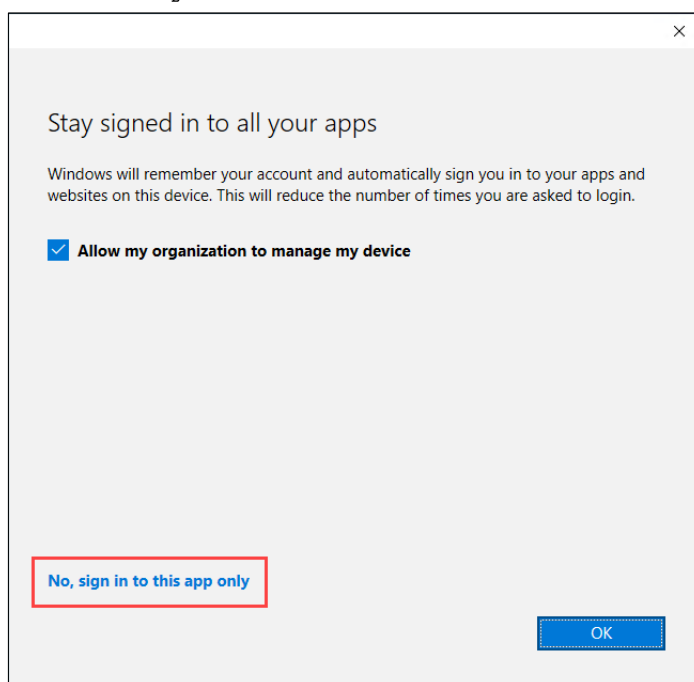 Stay signed in to all your apps
Windows will remember your account and automatically sign you in to your apps and
websites on this device. This will reduce the number of times you are asked to login.
Allow my organization to manage my device
No, sign in to this app only
OK